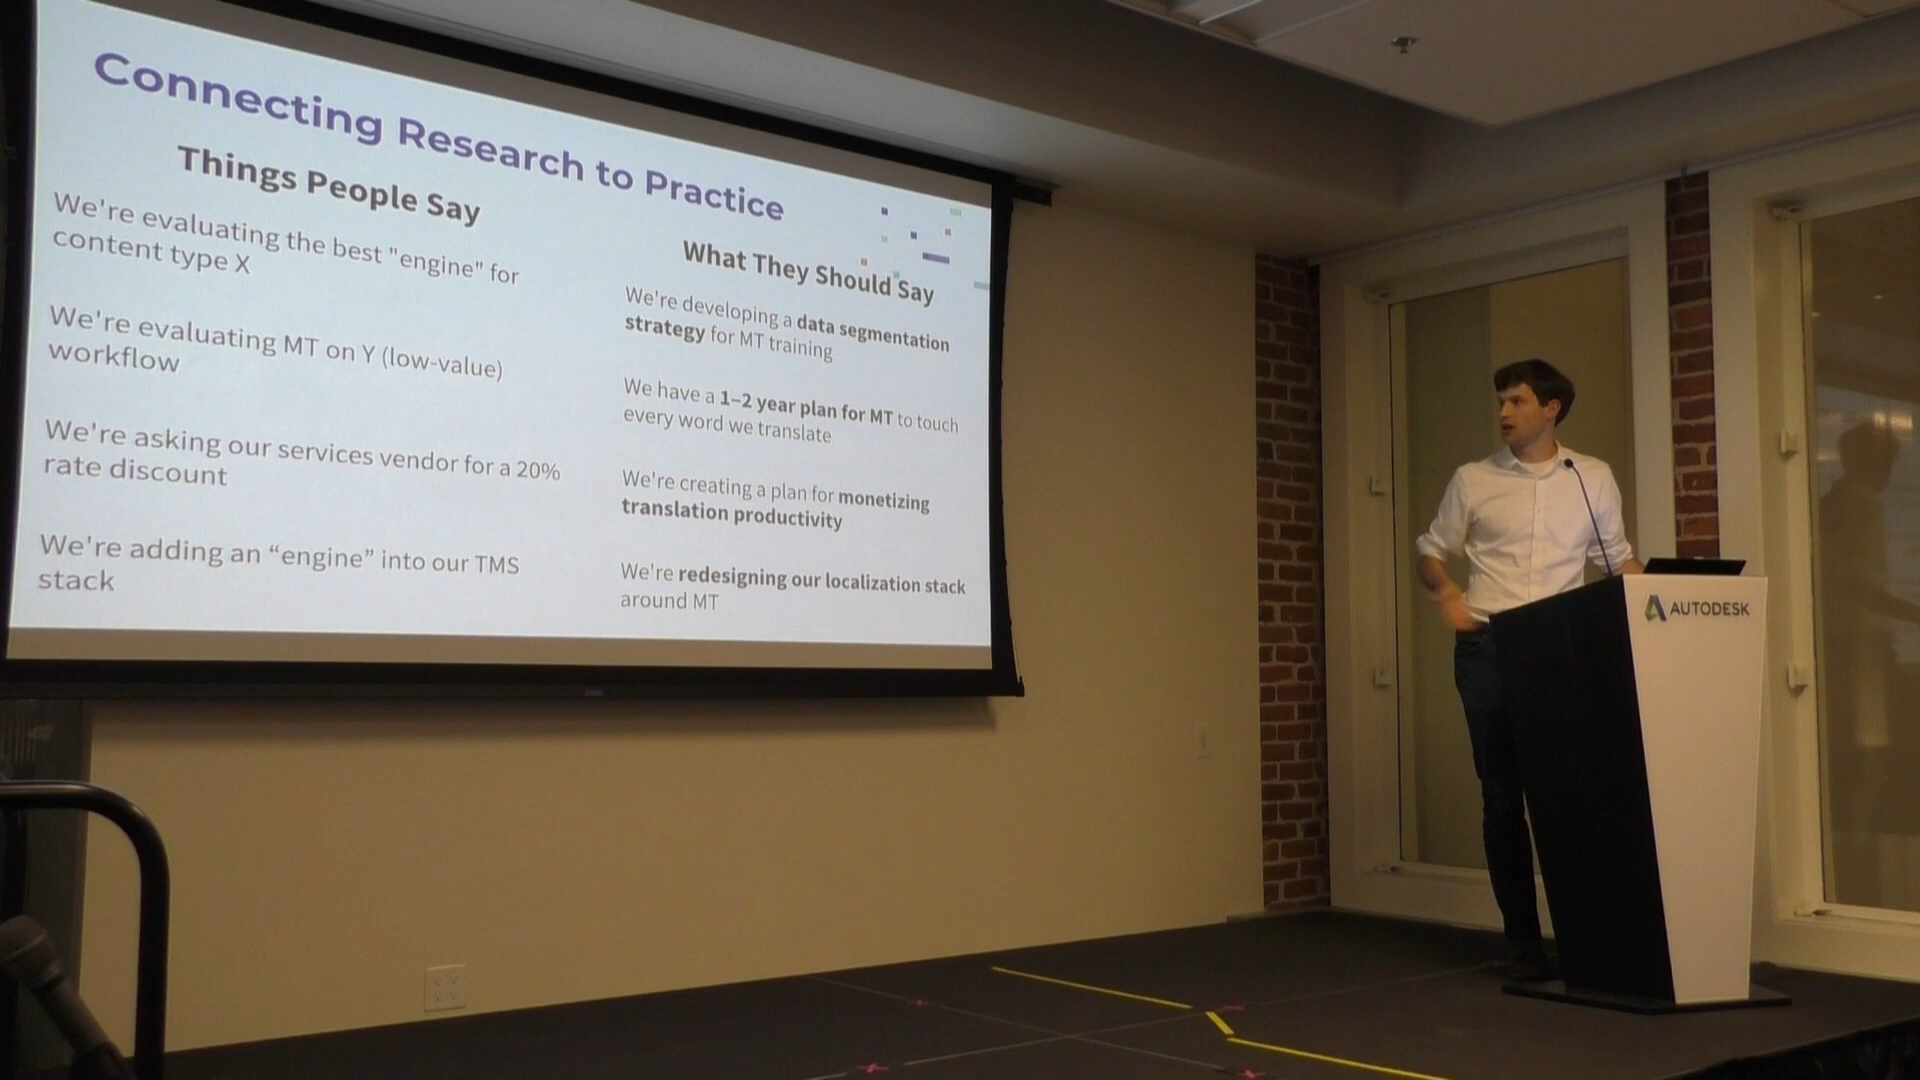 Connecting Research to Practice
Things People Say
We're evaluating the best "engine" for
content type X
We're evaluating MT on Y (low-value)
workflow
We're asking our services vendor for a 20%
rate discount
We're adding an “engine” into our TMS
stack
What They Should Say
We're developing a data segmentation
strategy for MT training
We have a 1–2 year plan for MT to touch
every word we translate
We're creating a plan for monetizing
translation productivity
We're redesigning our localization stack
around MT
AUTODESK